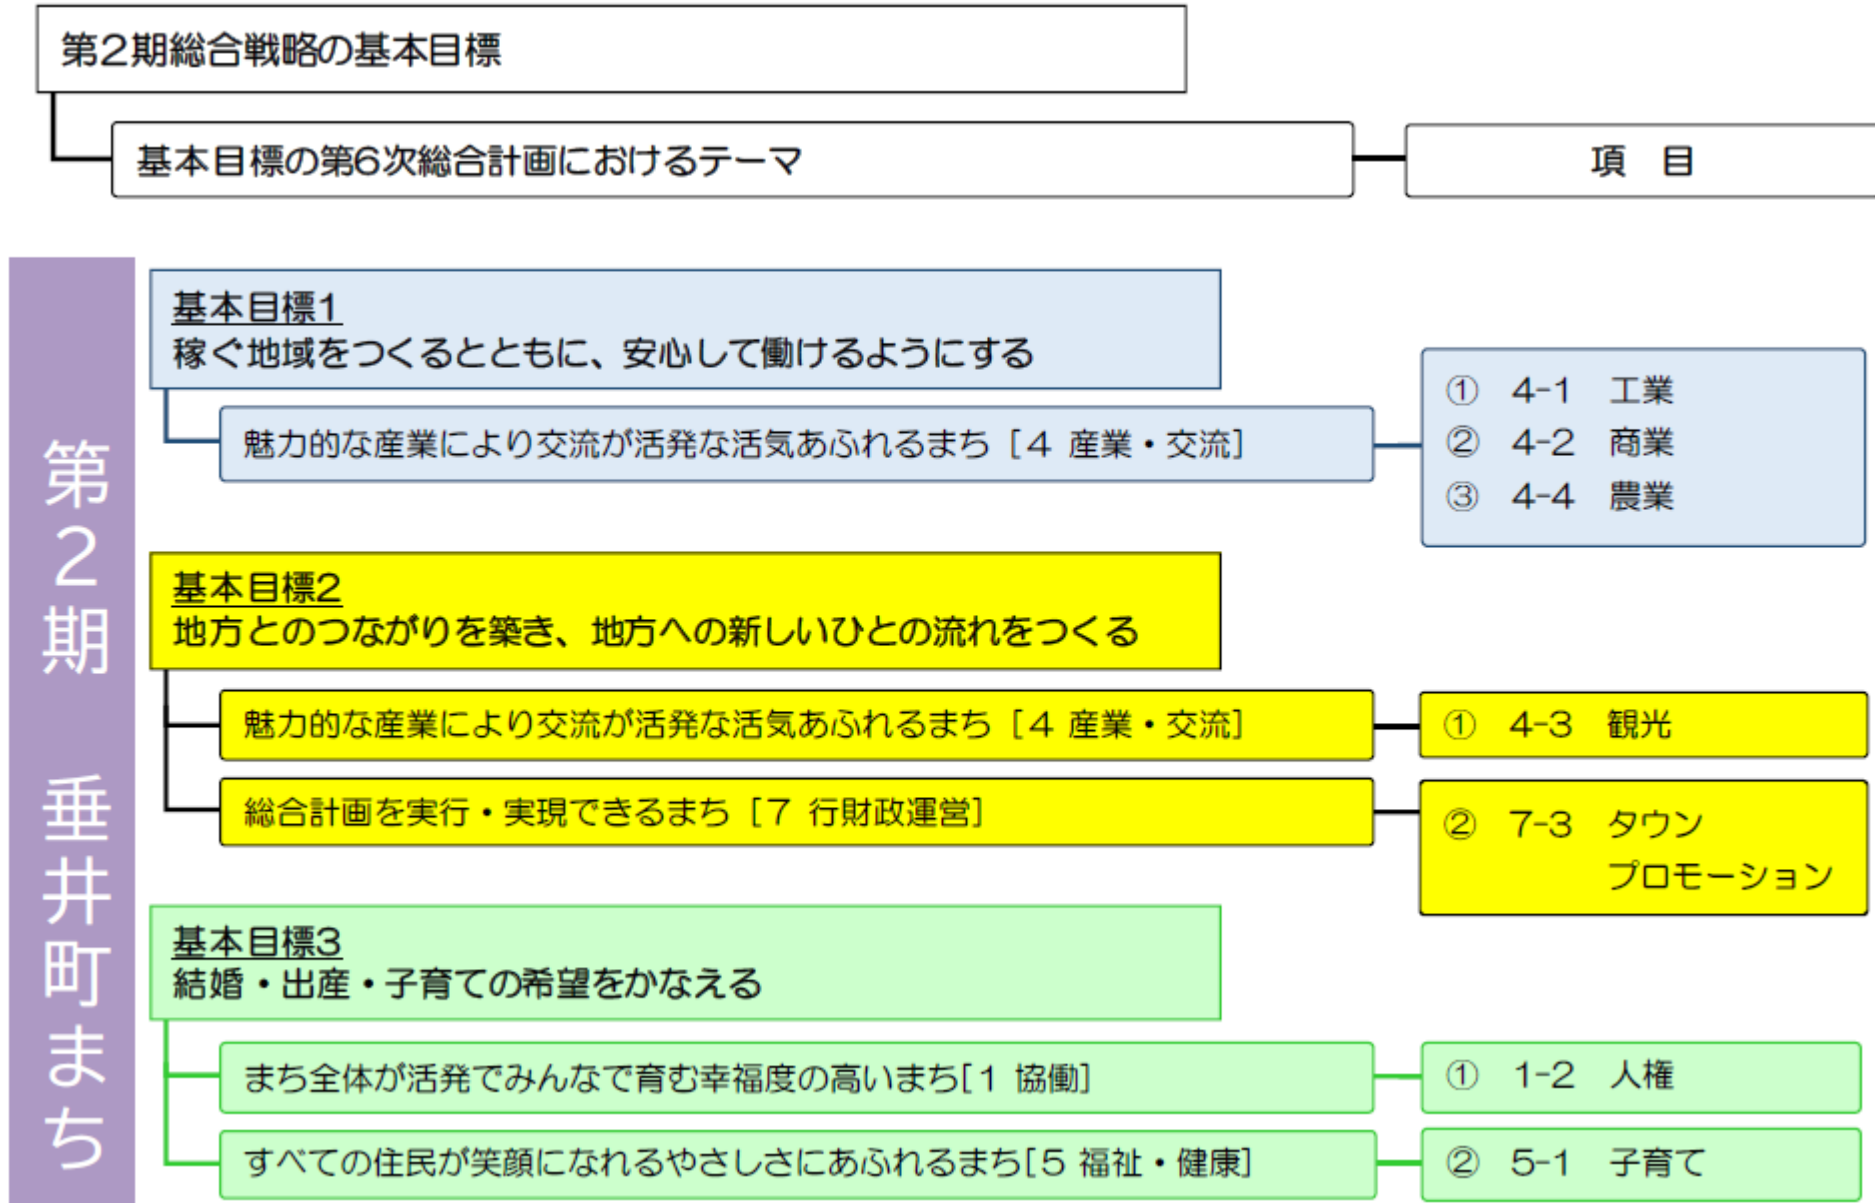 第2期総合戦略の基本目標
基本目標の第6次総合計画におけるテーマ
項 目
第2期 垂井町まち
基本目標1
稼ぐ地域をつくるとともに、安心して働けるようにする
魅力的な産業により交流が活発な活気あふれるまち [4 産業・交流]
① 4-1 工業
② 4-2 商業
③ 4-4 農業
基本目標2
地方とのつながりを築き、地方への新しいひとの流れをつくる
魅力的な産業により交流が活発な活気あふれるまち [4 産業・交流]
① 4-3 観光
総合計画を実行・実現できるまち [7 行財政運営]
② 7-3 タウン
プロモーション
基本目標3
結婚・出産・子育ての希望をかなえる
まち全体が活発でみんなで育む幸福度の高いまち[1 協働]
① 1-2 人権
すべての住民が笑顔になれるやさしさにあふれるまち[5 福祉・健康]
② 5-1 子育て